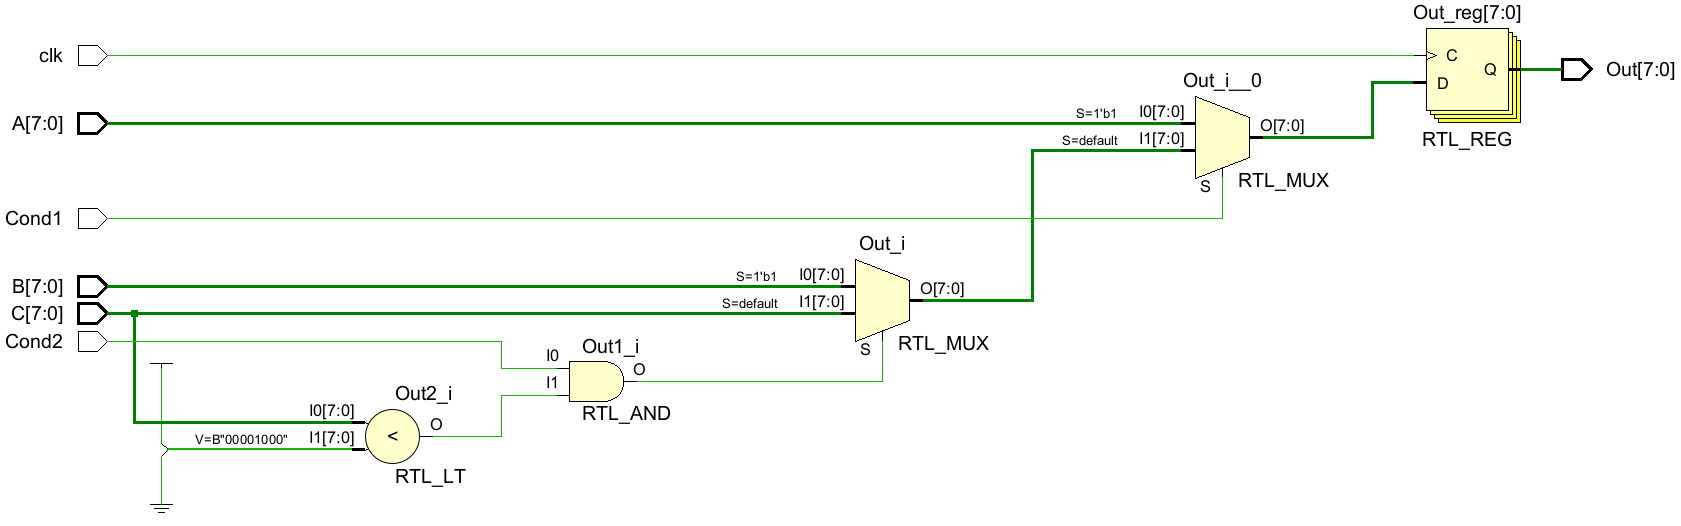 Out_reg[7:0]
clk
C
Q
Out[7:0]
D
RTL_REG
Out_i__0
A[7:0]
S=1'b1
I0[7:0]
S=default
I1[7:0]
O[7:0]
S
RTL_MUX
Cond1
Out_i
B[7:0]
S=1'b1
I0[7:0]
C[7:0]
S=default
I1[7:0]
O[7:0]
S
RTL_MUX
Cond2
Out1_i
I0
I1
O
RTL_AND
Out2_i
I0[7:0]
V=B"00001000"
I1[7:0]
<
O
RTL_LT